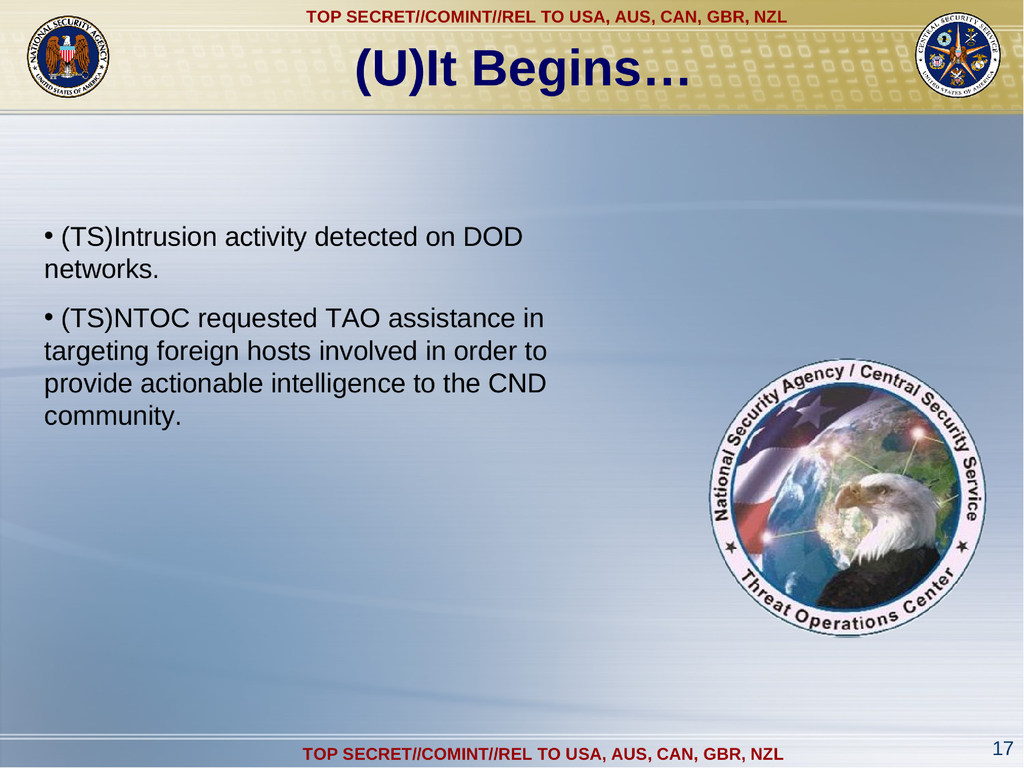 TOP SECRET//COMINT//REL TO USA, AUS, CAN, GBR, NZL
NATIONAL SECURITY AGENCY
UNITED STATES OF AMERICA
(U)It Begins…
CENTRAL SECURITY SERVICE
UNITED STATES OF AMERICA
• (TS)Intrusion activity detected on DOD
networks.
• (TS)NTOC requested TAO assistance in
targeting foreign hosts involved in order to
provide actionable intelligence to the CND
community.
National Security Agency / Central Security Service
Threat Operations Center
TOP SECRET//COMINT//REL TO USA, AUS, CAN, GBR, NZL
17